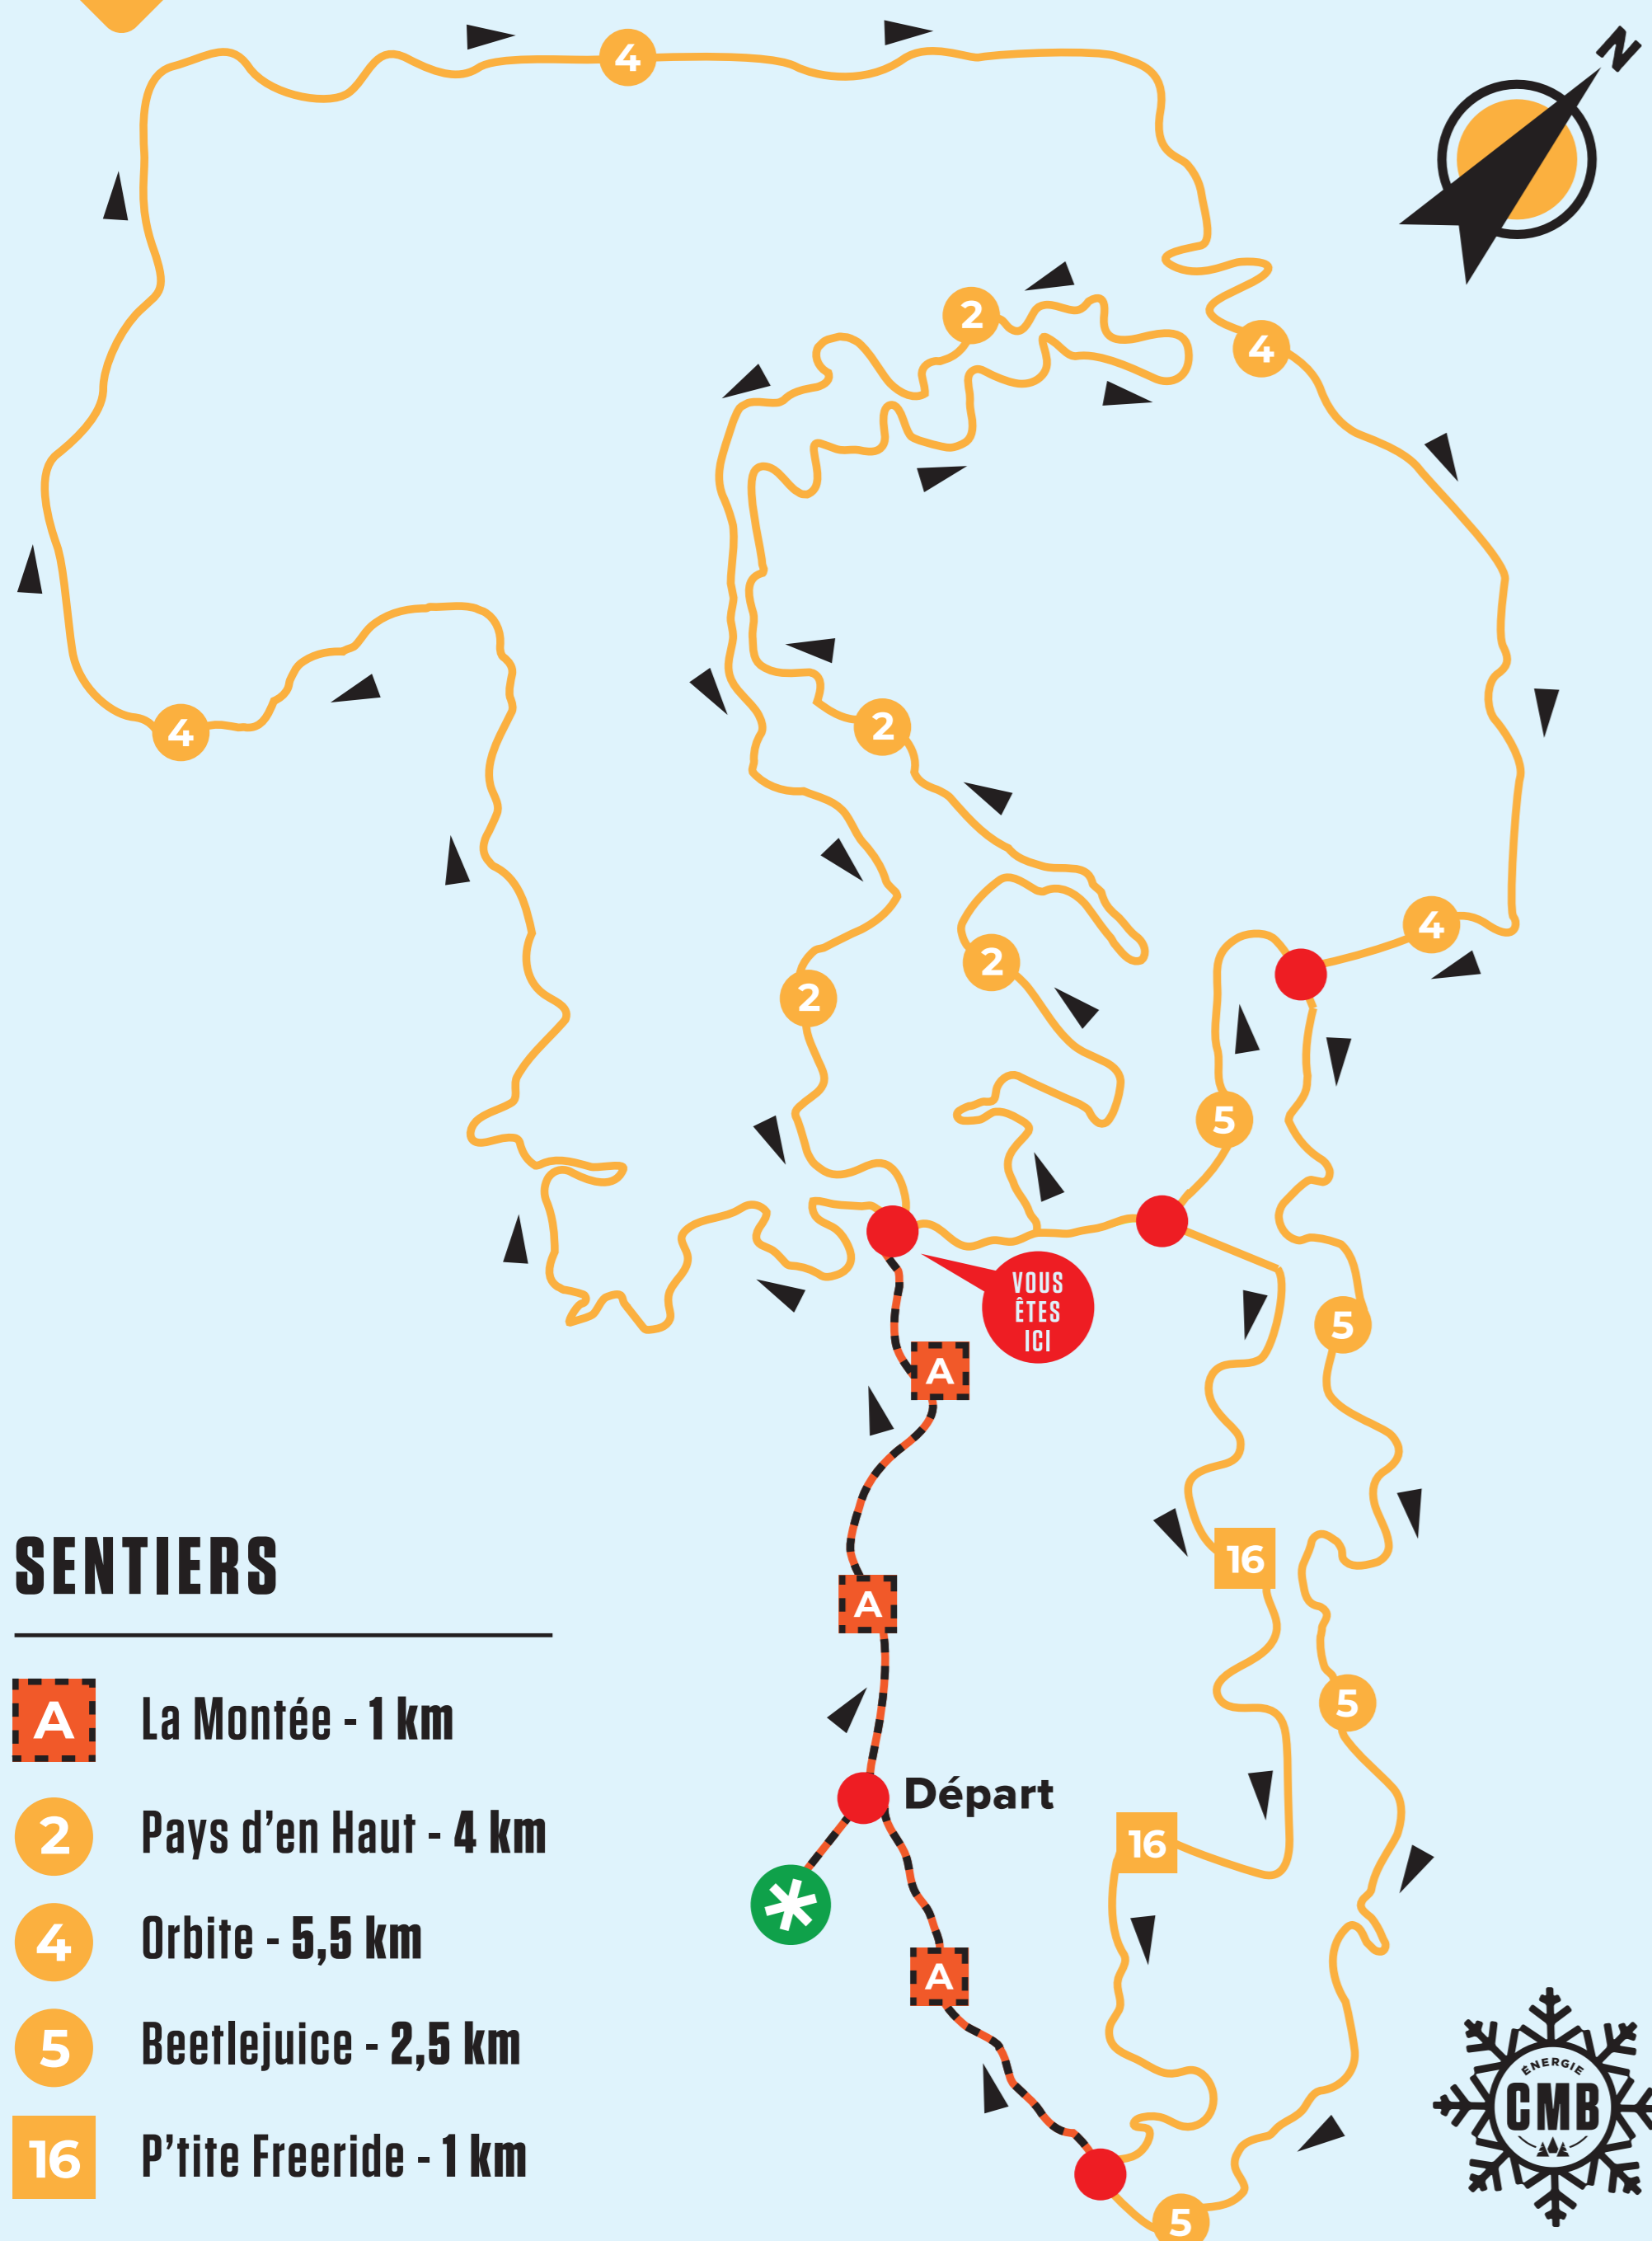 4
N
2
4
4
2
4
2
2
5
VOUS
ÊTES
ICI
5
A
16
A
5
Départ
16
A
5
SENTIERS
A La Montée - 1 km
2 Pays d’en Haut - 4 km
4 Orbite - 5,5 km
5 Beetlejuice - 2,5 km
16 P’tite Freeride - 1 km
ÉNERGIE
CMB